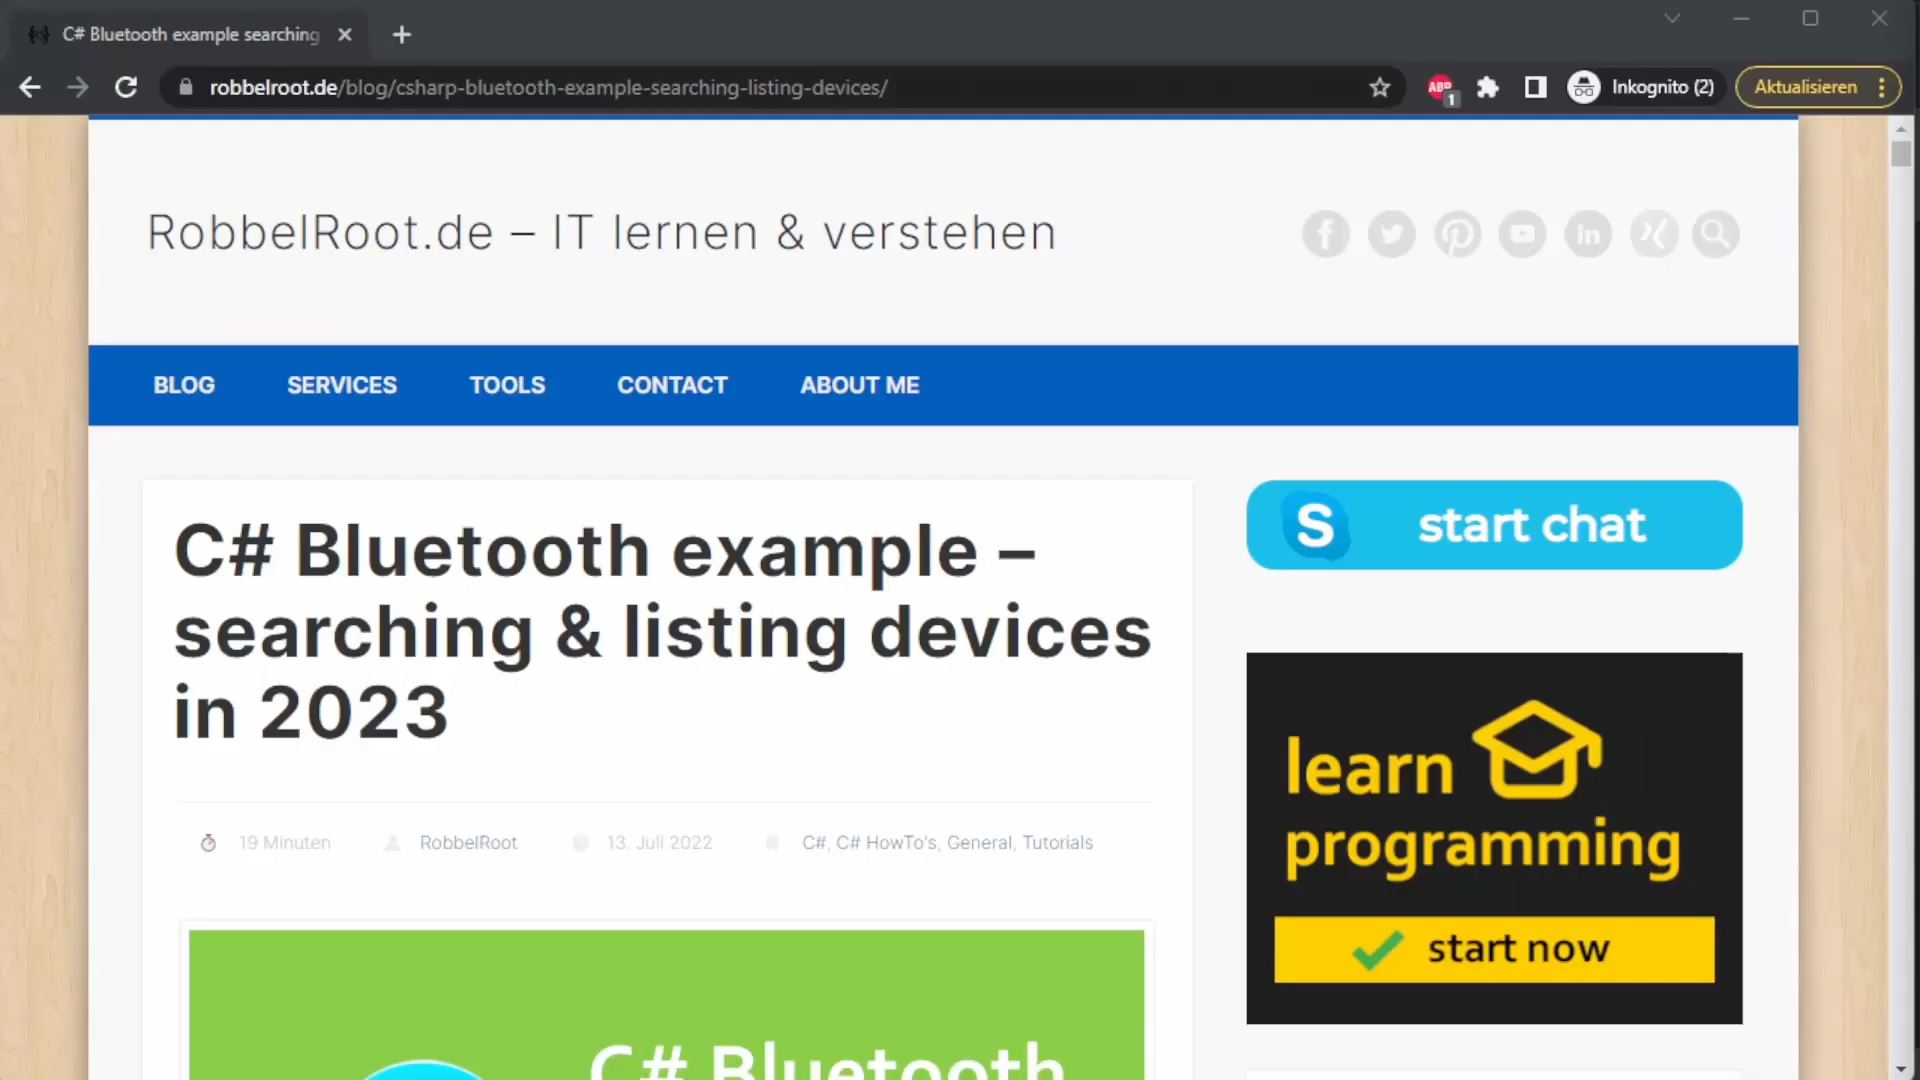 C# Bluetooth example searching
robbelroot.de/blog/csharp-bluetooth-example-searching-listing-devices/
ABP
1
Inkognito (2)
Aktualisieren
RobbelRoot.de – IT lernen & verstehen
BLOG SERVICES TOOLS CONTACT ABOUT ME
C# Bluetooth example –
searching & listing devices
in 2023
19 Minuten RobbelRoot 13. Juli 2022 C#, C# HowTo's, General, Tutorials
C# Bluetooth
S start chat
learn
programming
start now